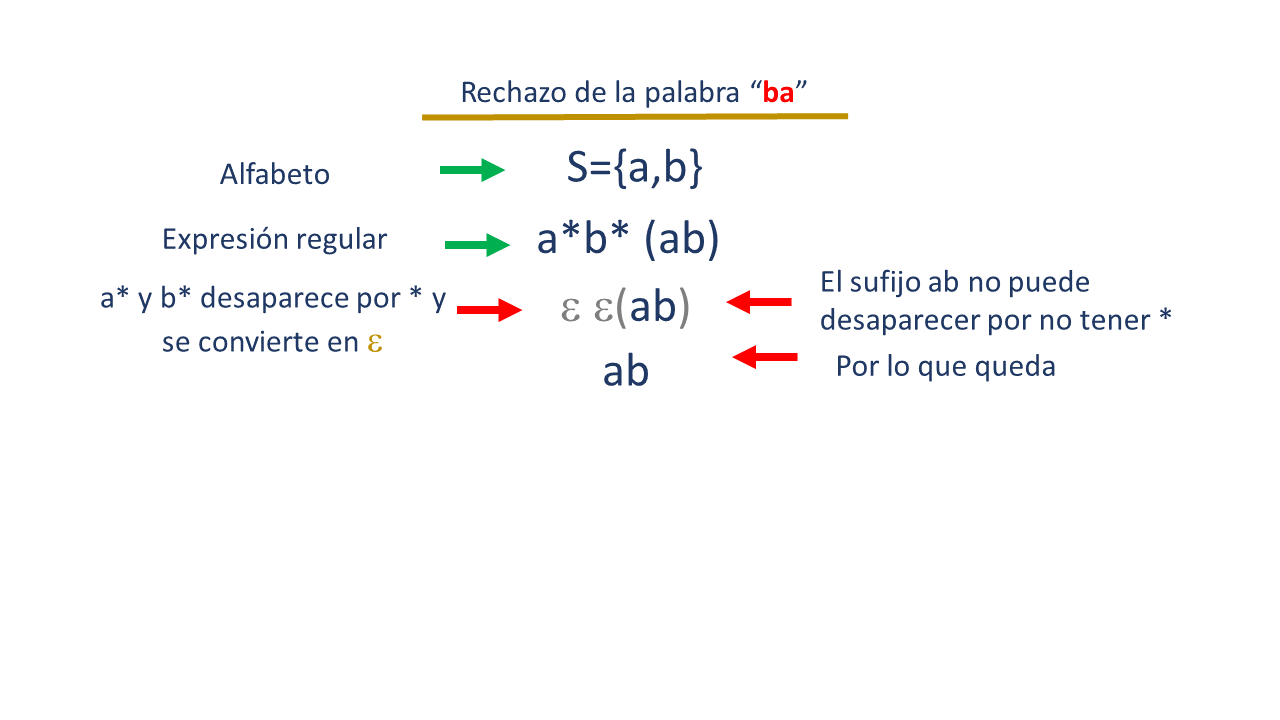 Rechazo de la palabra “ba”
Alfabeto
S={a,b}
Expresión regular
a*b* (ab)
a* y b* desaparece por * y
se convierte en ε
ε ε(ab)
El sufijo ab no puede
desaparecer por no tener *
ab
Por lo que queda